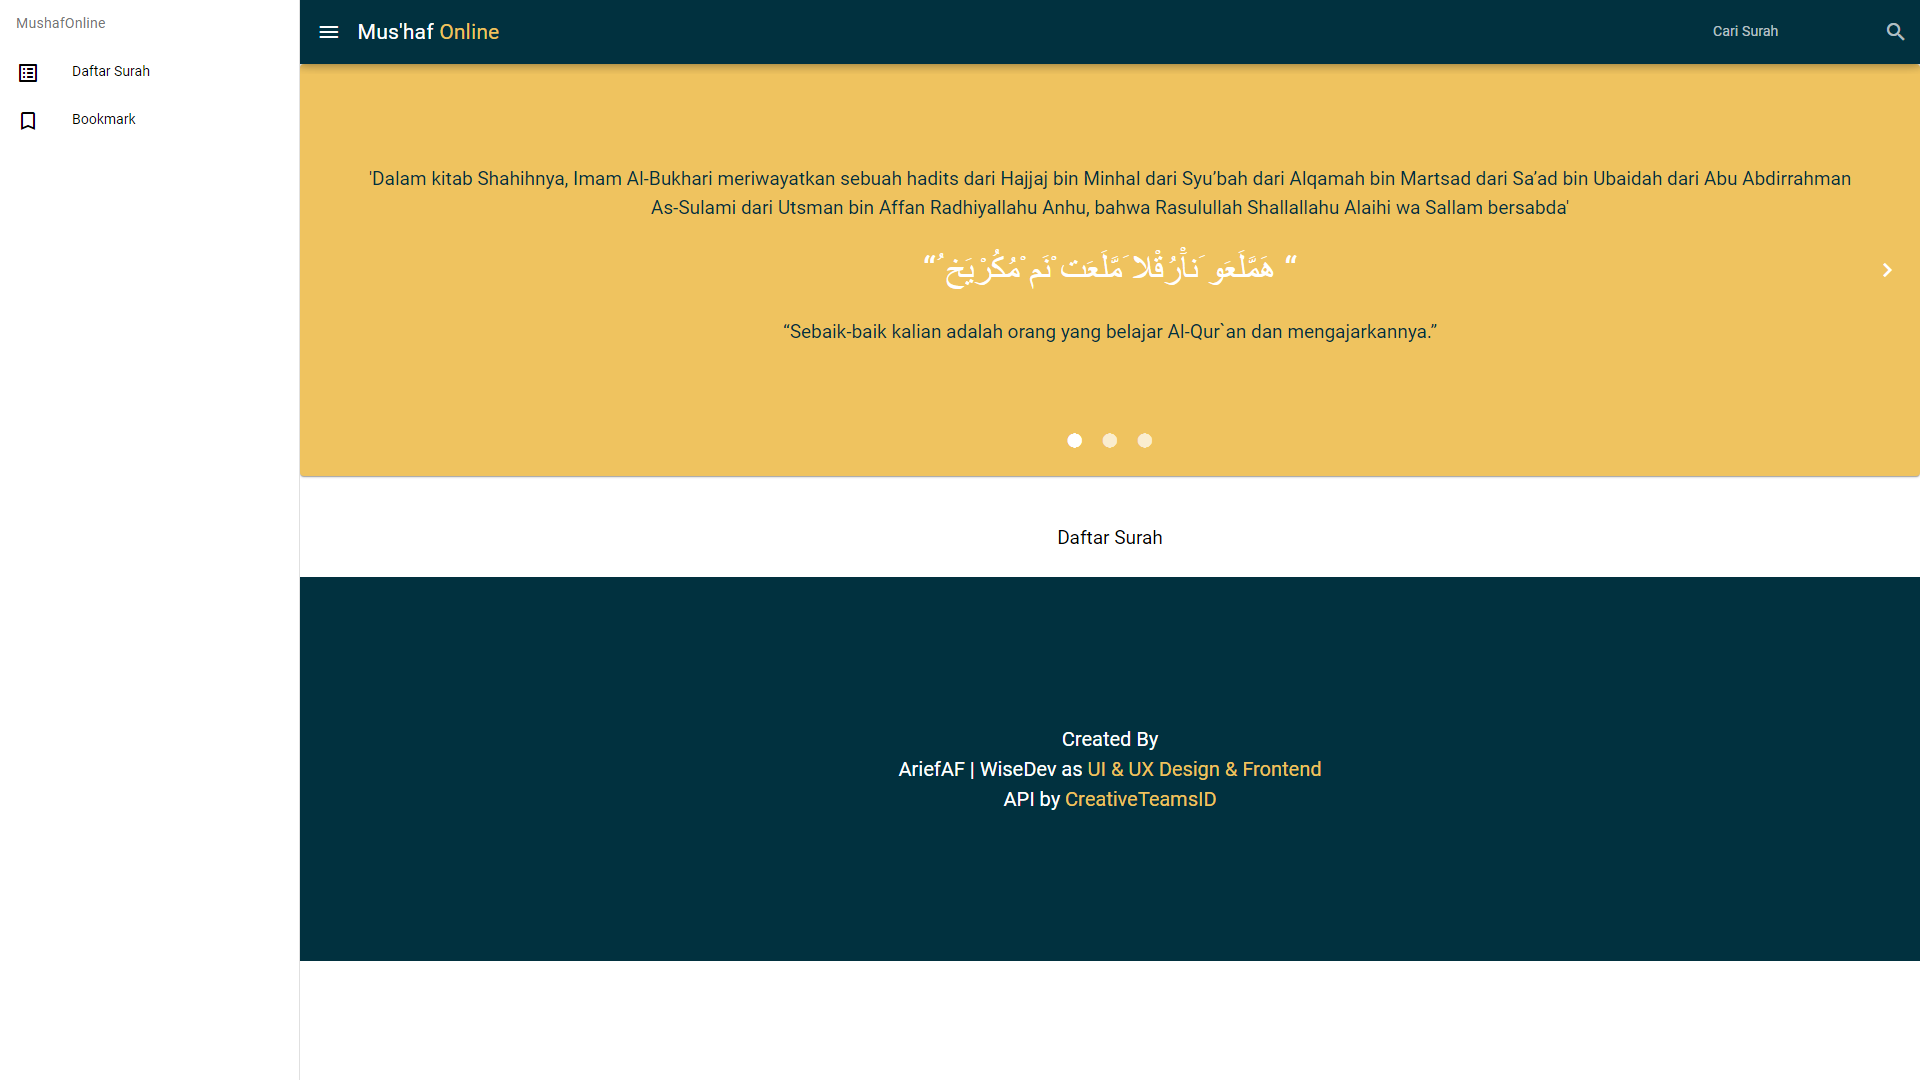 MushafOnline
Daftar Surah
Bookmark
Mus'haf Online
Cari Surah
'Dalam kitab Shahihnya, Imam Al-Bukhari meriwayatkan sebuah hadits dari Hajjaj bin Minhal dari Syu’bah dari Alqamah bin Martsad dari Sa’ad bin Ubaidah dari Abu Abdirrahman
As-Sulami dari Utsman bin Affan Radhiyallahu Anhu, bahwa Rasulullah Shallallahu Alaihi wa Sallam bersabda'
“ هَمَّلَعَو َنآْرُقْلا َمَّلَعَت ْنَم ْمُكُرْيَخ ُ“
“Sebaik-baik kalian adalah orang yang belajar Al-Qur`an dan mengajarkannya.”
Daftar Surah
Created By
AriefAF | WiseDev as UI & UX Design & Frontend
API by CreativeTeamsID